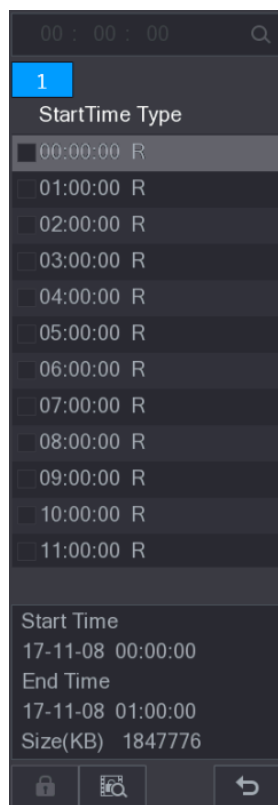 00 : 00 : 00
1
StartTime Type
00:00:00 R
01:00:00 R
02:00:00 R
03:00:00 R
04:00:00 R
05:00:00 R
06:00:00 R
07:00:00 R
08:00:00 R
09:00:00 R
10:00:00 R
11:00:00 R
Start Time
17-11-08 00:00:00
End Time
17-11-08 01:00:00
Size(KB) 1847776